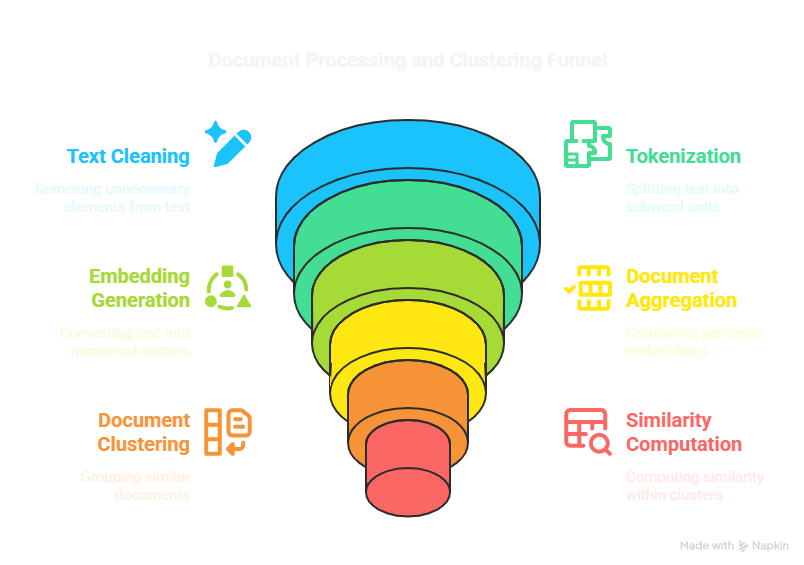 Document Processing and Clustering Funnel
Text Cleaning
Removing unnecessary
elements from text
Tokenization
Splitting text into
subword units
Embedding
Generation
Converting text into
numerical vectors
Document
Aggregation
Combining sentence
embeddings
Document
Clustering
Grouping similar
documents
Similarity
Computation
Computing similarity
within clusters
Made with Napkin